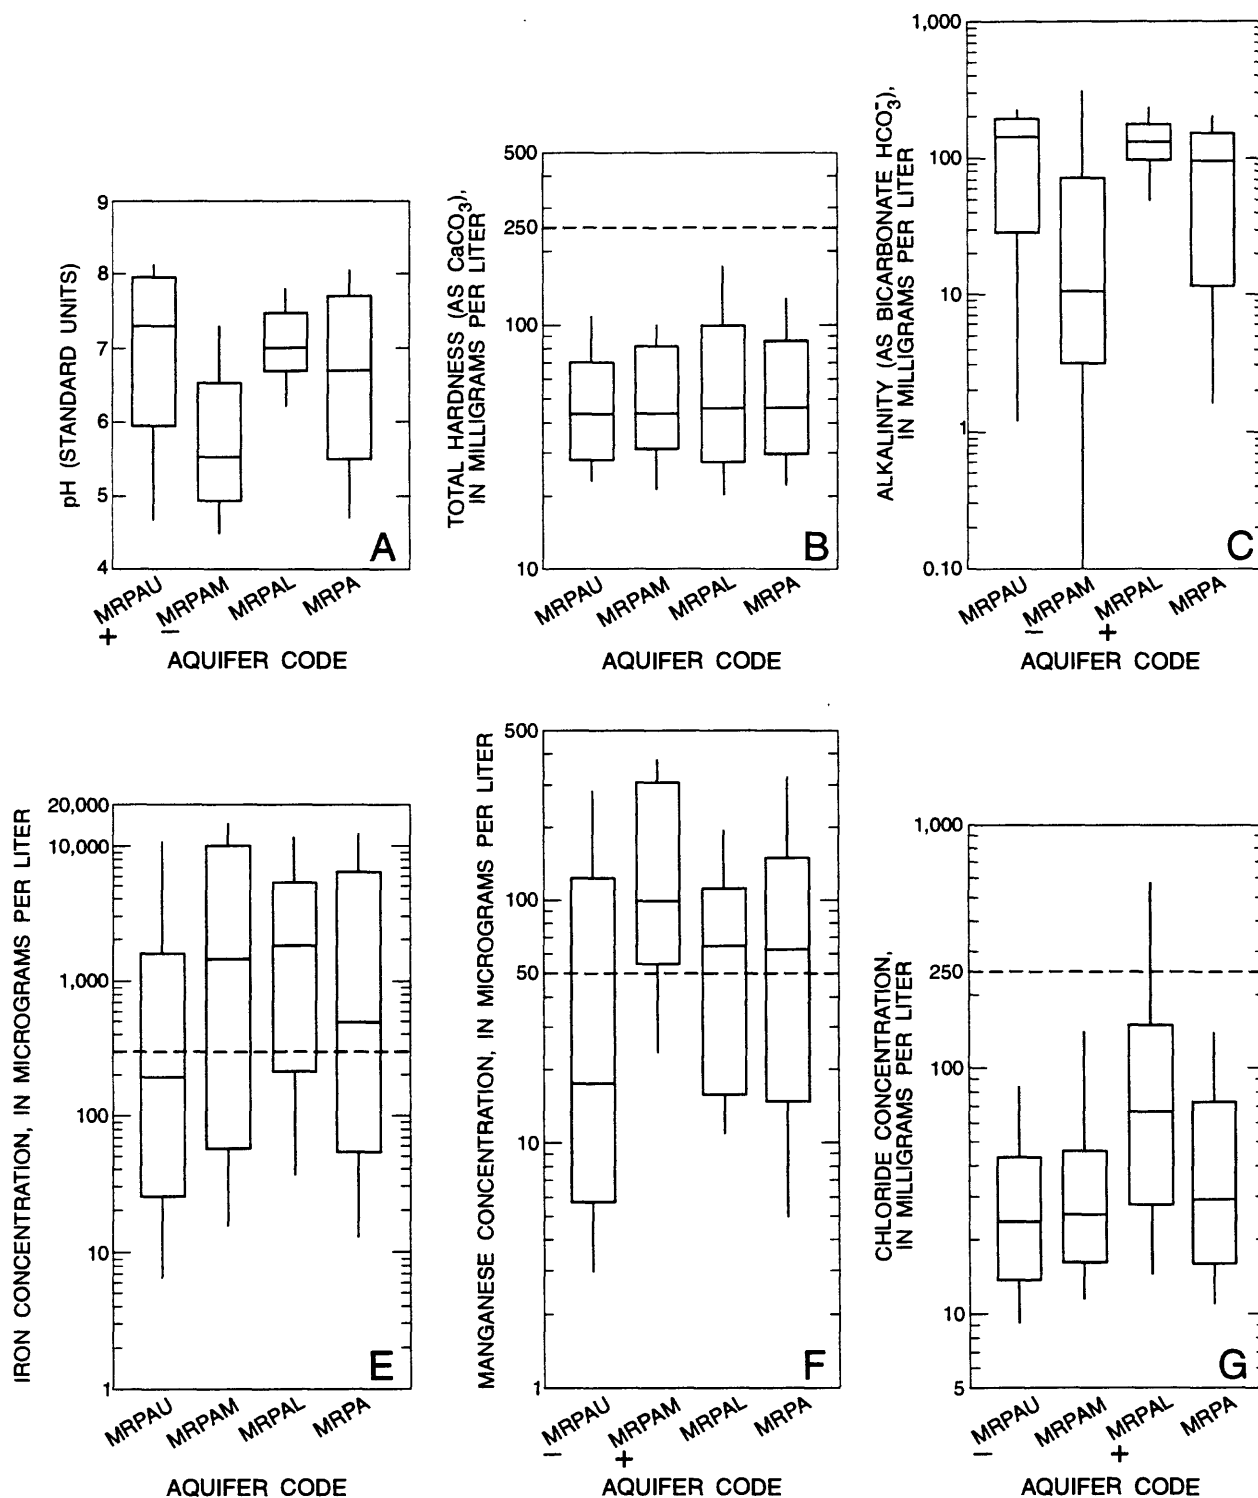 pH (STANDARD UNITS)
9
8
7
6
5
4
A
MRPAU
MRPAM
MRPAL
MRPA
+
−
AQUIFER CODE
TOTAL HARDNESS (AS CaCO3),
IN MILLIGRAMS PER LITER
500
250
100
10
B
MRPAU
MRPAM
MRPAL
MRPA
AQUIFER CODE
ALKALINITY (AS BICARBONATE HCO3−),
IN MILLIGRAMS PER LITER
1,000
100
10
1
0.10
C
MRPAU
MRPAM
MRPAL
MRPA
−
+
AQUIFER CODE
IRON CONCENTRATION, IN MICROGRAMS PER LITER
20,000
10,000
1,000
100
10
1
E
MRPAU
MRPAM
MRPAL
MRPA
AQUIFER CODE
MANGANESE CONCENTRATION, IN MICROGRAMS PER LITER
500
100
50
10
1
F
MRPAU
MRPAM
MRPAL
MRPA
−
+
AQUIFER CODE
CHLORIDE CONCENTRATION,
IN MILLIGRAMS PER LITER
1,000
250
100
10
5
G
MRPAU
MRPAM
MRPAL
MRPA
−
+
AQUIFER CODE